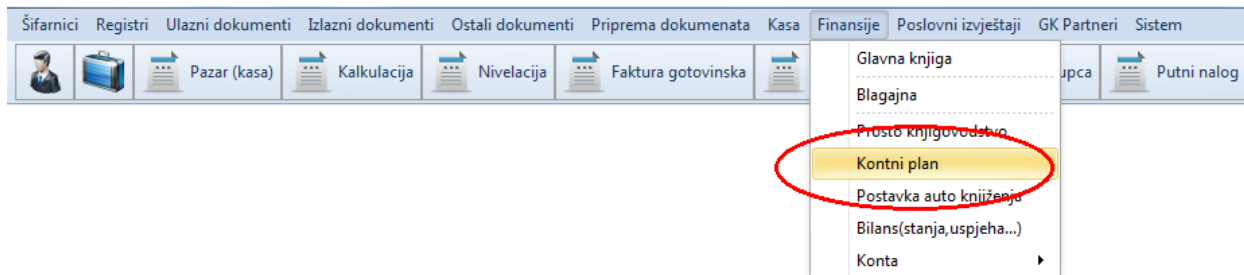 Šifarnici Registri Ulazni dokumenti Izlazni dokumenti Ostali dokumenti Priprema dokumenata Kasa Finansije Poslovni izvještaji GK Partneri Sistem
Pazar (kasa) Kalkulacija Nivelacija Faktura gotovinska upca Putni nalog
Glavna knjiga
Blagajna
Prosto knjigovodstvo
Kontni plan
Postavka auto knjiženja
Bilans(stanja,uspjeha...)
Konta